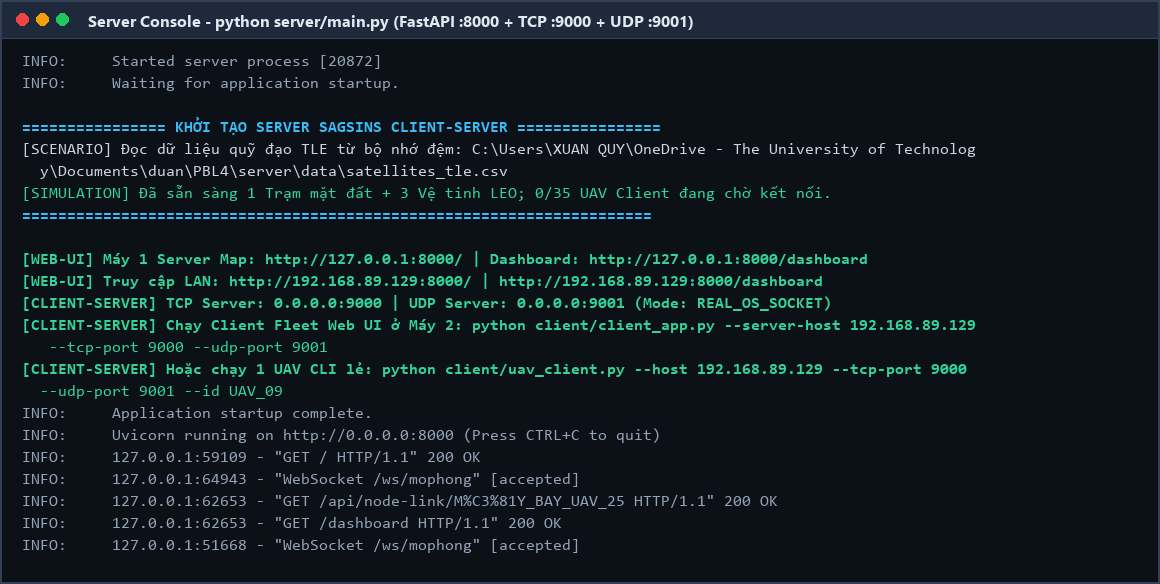 Server Console - python server/main.py (FastAPI :8000 + TCP :9000 + UDP :9001)
INFO:     Started server process [20872]
INFO:     Waiting for application startup.
================ KHỞI TẠO SERVER SAGSINS CLIENT-SERVER ================
[SCENARIO] Đọc dữ liệu quỹ đạo TLE từ bộ nhớ đệm: C:\Users\XUAN QUY\OneDrive - The University of Technolog
y\Documents\duan\PBL4\server\data\satellites_tle.csv
[SIMULATION] Đã sẵn sàng 1 Trạm mặt đất + 3 Vệ tinh LEO; 0/35 UAV Client đang chờ kết nối.
======================================================================
[WEB-UI] Máy 1 Server Map: http://127.0.0.1:8000/ | Dashboard: http://127.0.0.1:8000/dashboard
[WEB-UI] Truy cập LAN: http://192.168.89.129:8000/ | http://192.168.89.129:8000/dashboard
[CLIENT-SERVER] TCP Server: 0.0.0.0:9000 | UDP Server: 0.0.0.0:9001 (Mode: REAL_OS_SOCKET)
[CLIENT-SERVER] Chạy Client Fleet Web UI ở Máy 2: python client/client_app.py --server-host 192.168.89.129
--tcp-port 9000 --udp-port 9001
[CLIENT-SERVER] Hoặc chạy 1 UAV CLI lẻ: python client/uav_client.py --host 192.168.89.129 --tcp-port 9000
--udp-port 9001 --id UAV_09
INFO:     Application startup complete.
INFO:     Uvicorn running on http://0.0.0.0:8000 (Press CTRL+C to quit)
INFO:     127.0.0.1:59109 - "GET / HTTP/1.1" 200 OK
INFO:     127.0.0.1:64943 - "WebSocket /ws/mophong" [accepted]
INFO:     127.0.0.1:62653 - "GET /api/node-link/M%C3%81Y_BAY_UAV_25 HTTP/1.1" 200 OK
INFO:     127.0.0.1:62653 - "GET /dashboard HTTP/1.1" 200 OK
INFO:     127.0.0.1:51668 - "WebSocket /ws/mophong" [accepted]